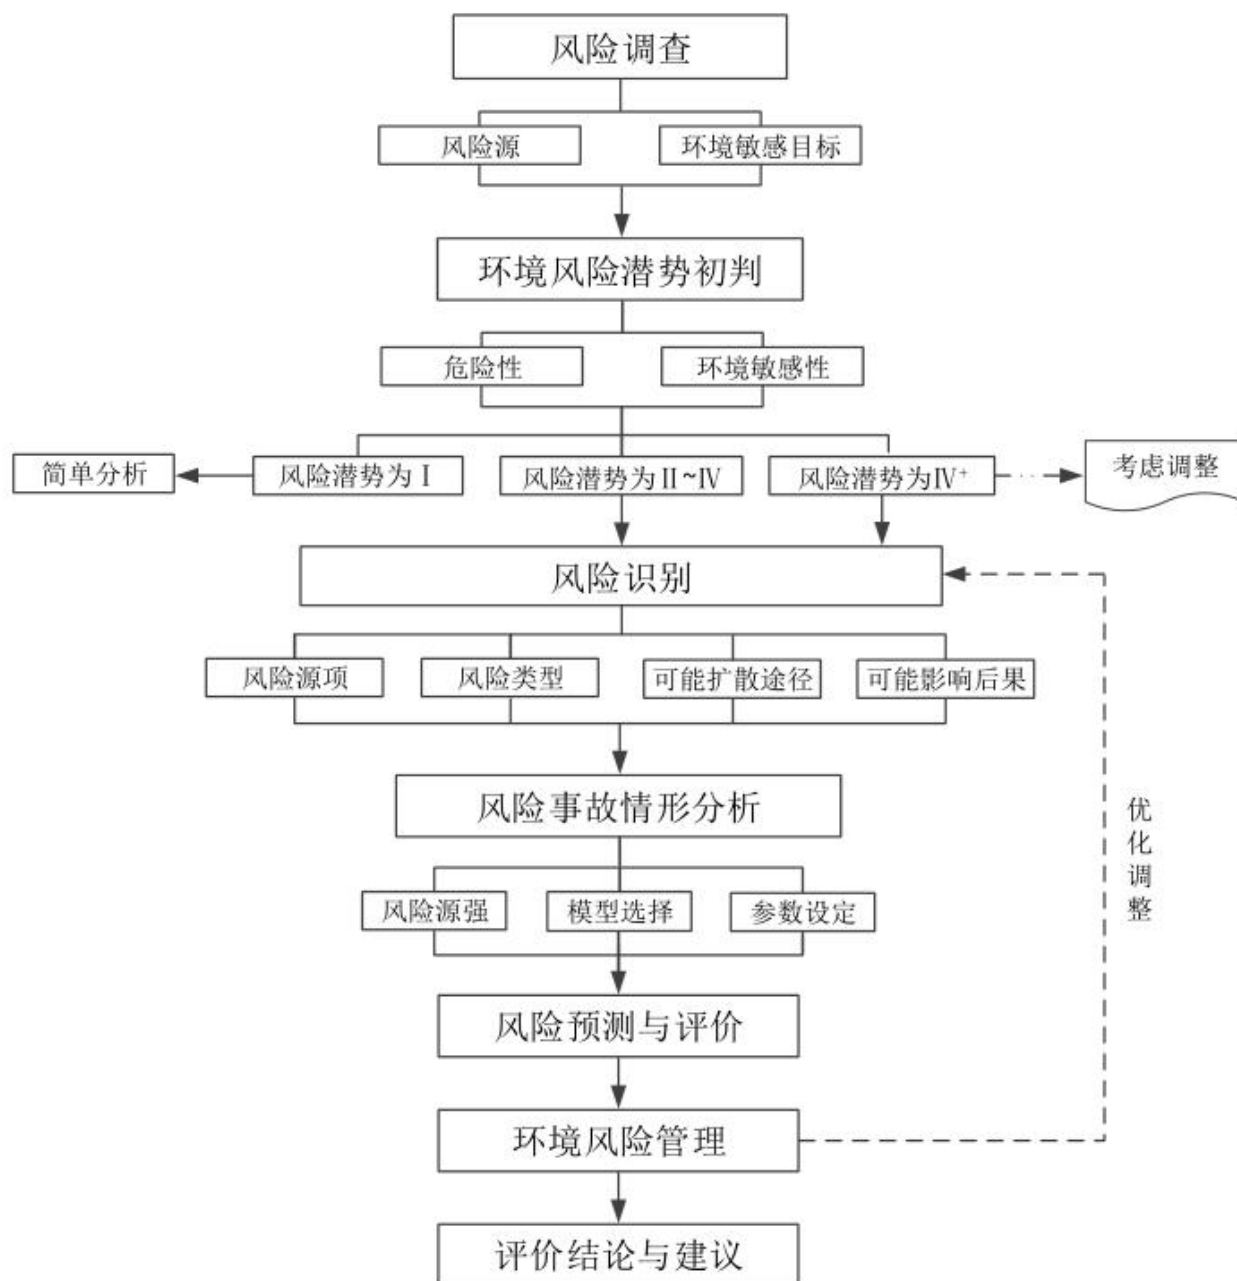 风险调查
风险源
环境敏感目标
环境风险潜势初判
危险性
环境敏感性
简单分析
风险潜势为Ⅰ
风险潜势为Ⅱ~Ⅳ
风险潜势为Ⅳ⁺
考虑调整
风险识别
风险源项
风险类型
可能扩散途径
可能影响后果
风险事故情形分析
优化调整
风险源强
模型选择
参数设定
风险预测与评价
环境风险管理
评价结论与建议